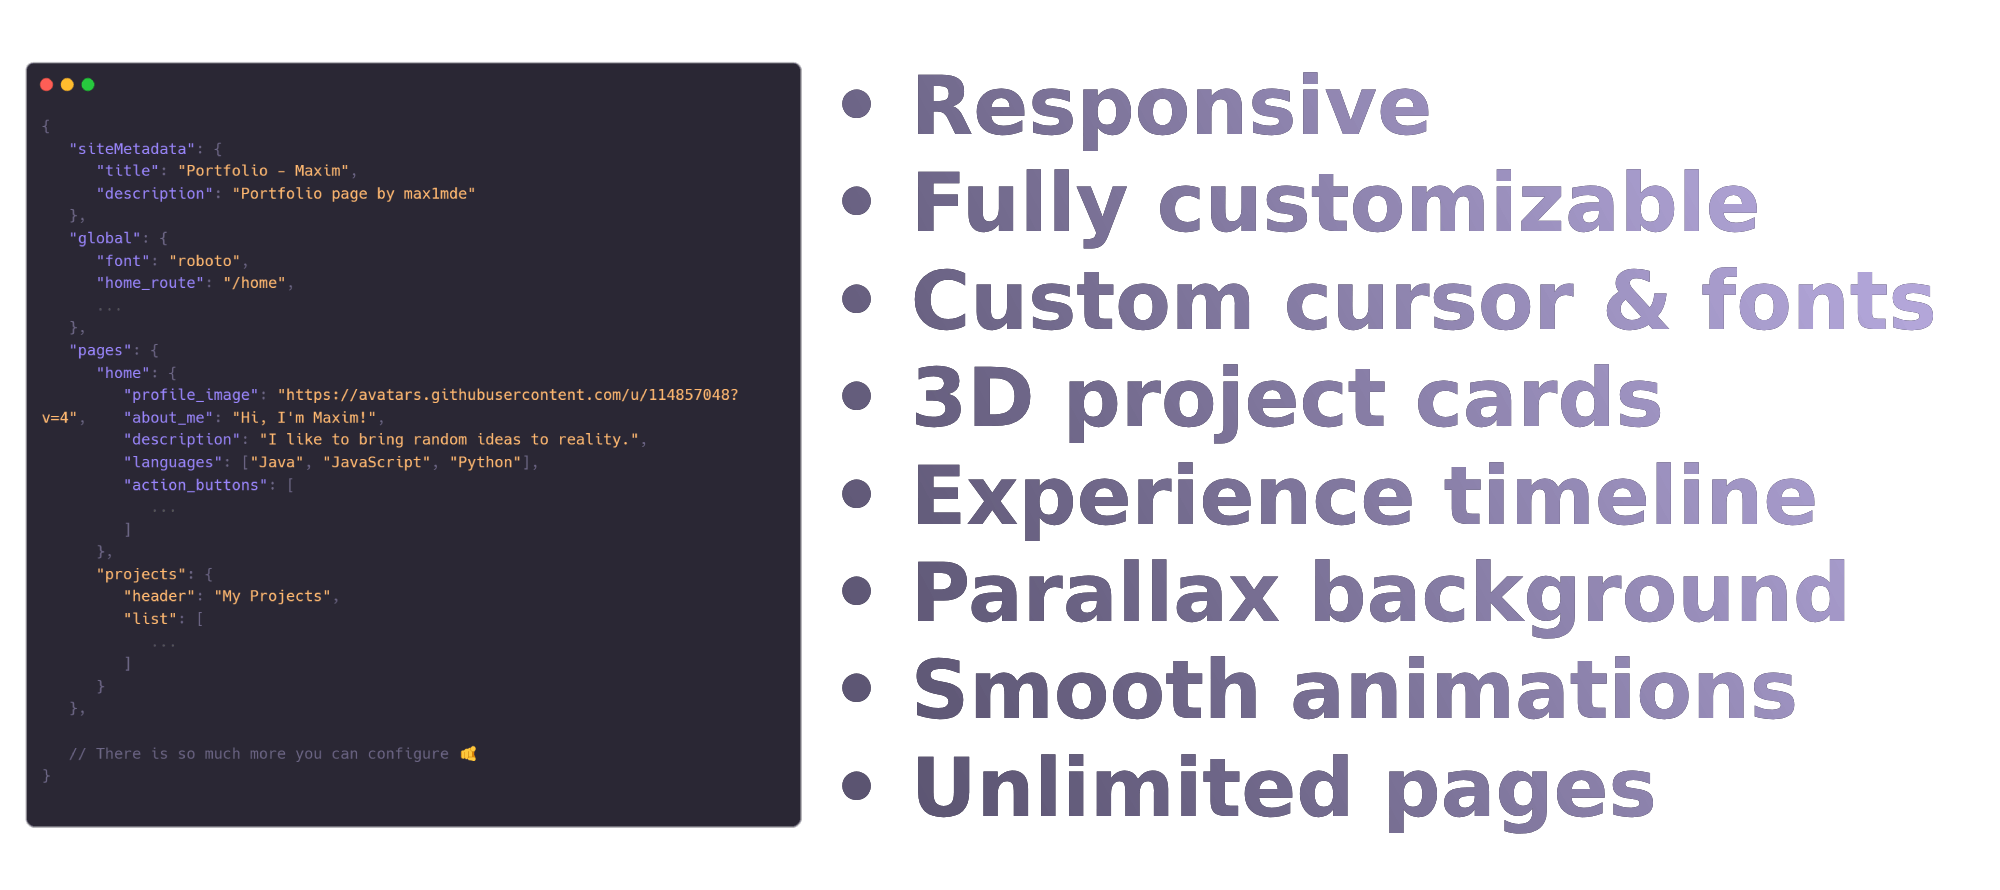 {
   "siteMetadata": {
      "title": "Portfolio - Maxim",
      "description": "Portfolio page by max1mde"
   },
   "global": {
      "font": "roboto",
      "home_route": "/home",
      ...
   },
   "pages": {
      "home": {
         "profile_image": "https://avatars.githubusercontent.com/u/114857048?
v=4",    "about_me": "Hi, I'm Maxim!",
         "description": "I like to bring random ideas to reality.",
         "languages": ["Java", "JavaScript", "Python"],
         "action_buttons": [
            ...
         ]
      },
      "projects": {
         "header": "My Projects",
         "list": [
            ...
         ]
      }
   },
   // There is so much more you can configure 🤏
}
• Responsive
• Fully customizable
• Custom cursor & fonts
• 3D project cards
• Experience timeline
• Parallax background
• Smooth animations
• Unlimited pages